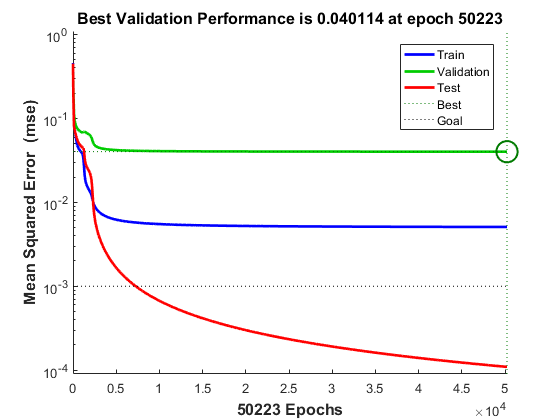 Best Validation Performance is 0.040114 at epoch 50223
10^0
10^-1
10^-2
10^-3
10^-4
Mean Squared Error (mse)
Train
Validation
Test
Best
Goal
0 0.5 1 1.5 2 2.5 3 3.5 4 4.5 5
×10^4
50223 Epochs